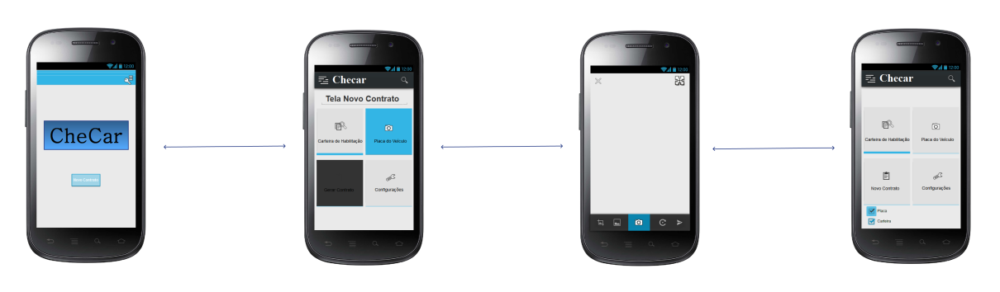 12:00
CheCar
Novo Contrato
12:00
Checar
Tela Novo Contrato
Carteira de Habilitação
Placa do Veículo
Gerar Contrato
Configurações
12:00
12:00
Checar
Carteira de Habilitação
Placa do Veículo
Novo Contrato
Configurações
Placa
Carteira